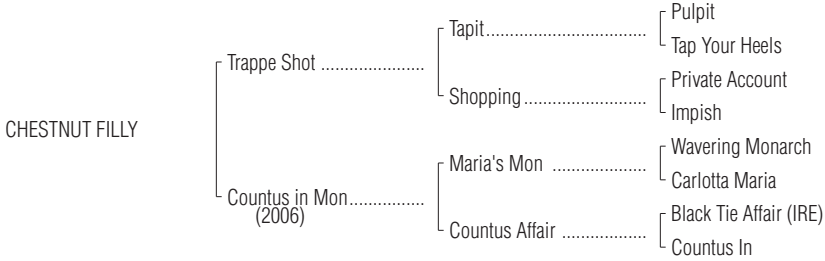 Pulpit
Tapit..................................
Tap Your Heels
Trappe Shot ......................
Private Account
Shopping..........................
Impish
CHESTNUT FILLY
Wavering Monarch
Maria's Mon ....................
Carlotta Maria
Countus in Mon................
(2006)
Black Tie Affair (IRE)
Countus Affair ..................
Countus In